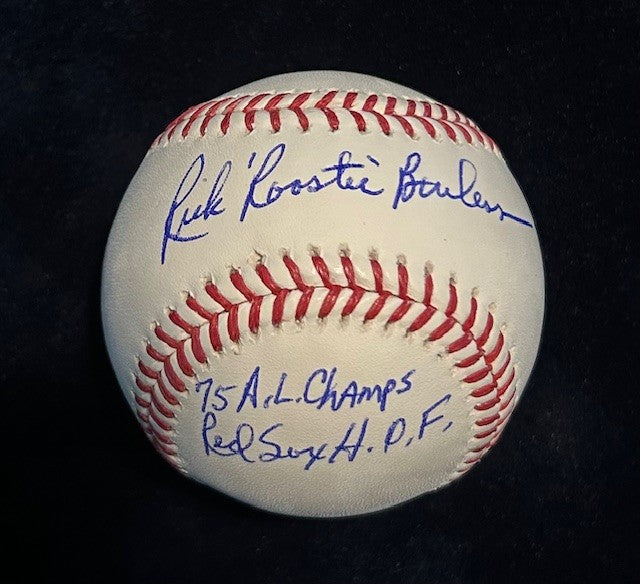 Rick 'Rooster' Burleson
75 A.L. Champs
Red Sox H.O.F.